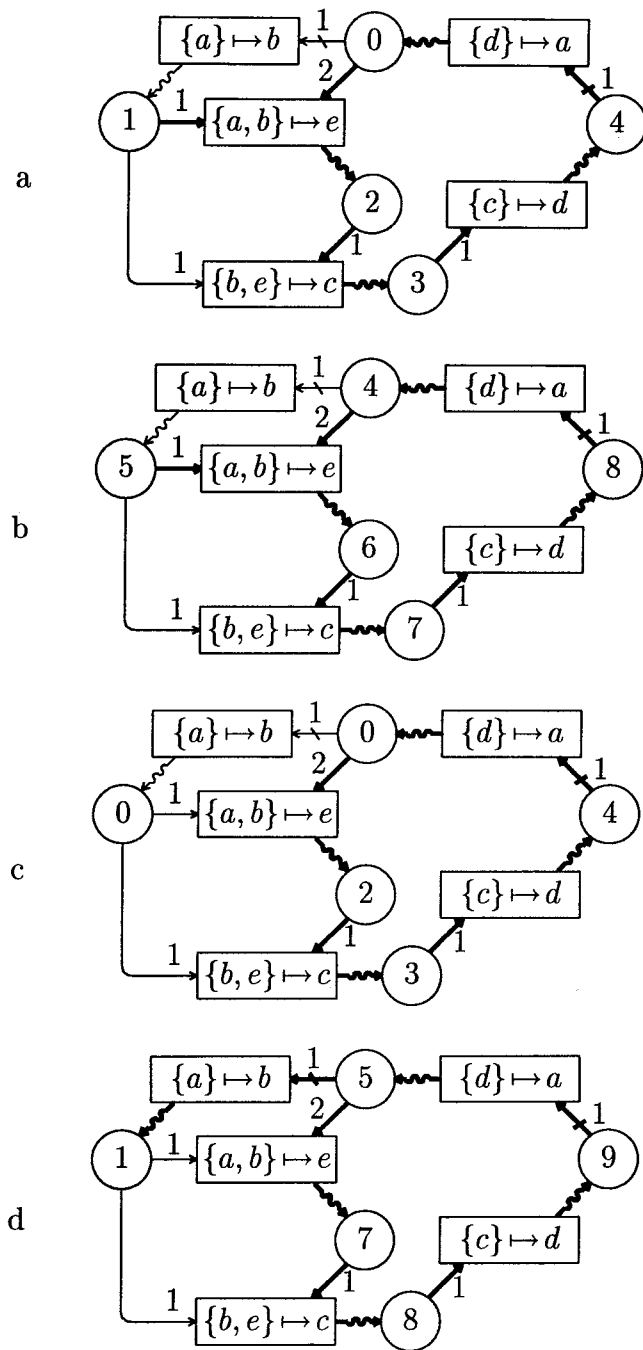 {a} ↦ b 1 0 {d} ↦ a
2 1
1 1 {a, b} ↦ e 4
a 2 {c} ↦ d
1 1
1 {b, e} ↦ c 3
{a} ↦ b 1 4 {d} ↦ a
2 1
5 1 {a, b} ↦ e 8
b 6 {c} ↦ d
1 1
1 {b, e} ↦ c 7
{a} ↦ b 1 0 {d} ↦ a
2 1
0 1 {a, b} ↦ e 4
c 2 {c} ↦ d
1 1
1 {b, e} ↦ c 3
{a} ↦ b 1 5 {d} ↦ a
2 1
1 1 {a, b} ↦ e 9
d 7 {c} ↦ d
1 1
1 {b, e} ↦ c 8